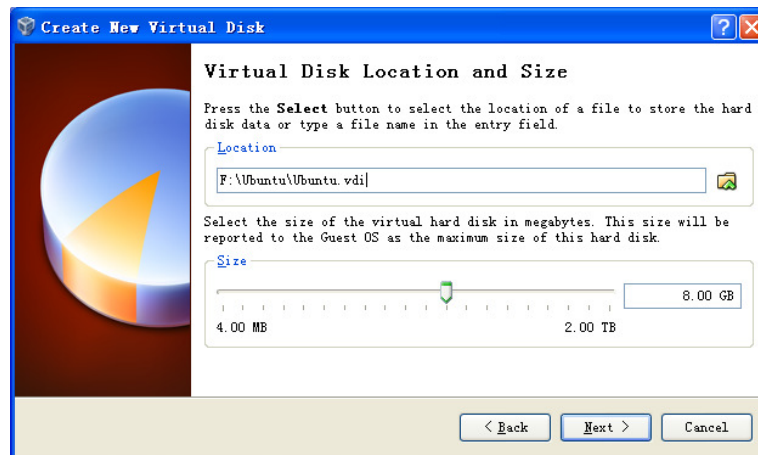 Create New Virtual Disk
?
Virtual Disk Location and Size
Press the Select button to select the location of a file to store the hard
disk data or type a file name in the entry field.
Location
F:\Ubuntu\Ubuntu.vdi
Select the size of the virtual hard disk in megabytes. This size will be
reported to the Guest OS as the maximum size of this hard disk.
Size
8.00 GB
4.00 MB 2.00 TB
< Back Next > Cancel